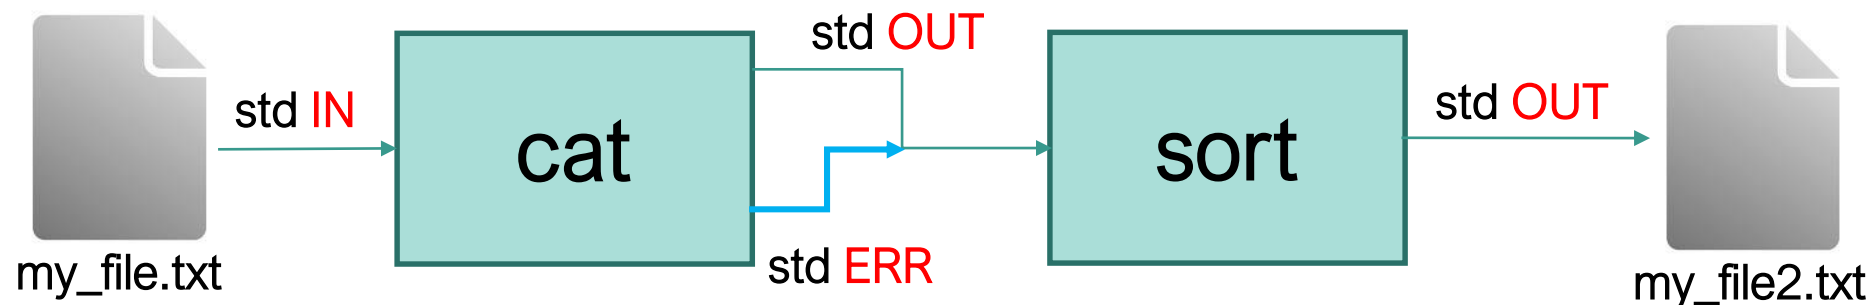 std OUT
std IN
cat
sort
std OUT
std ERR
my_file.txt
my_file2.txt